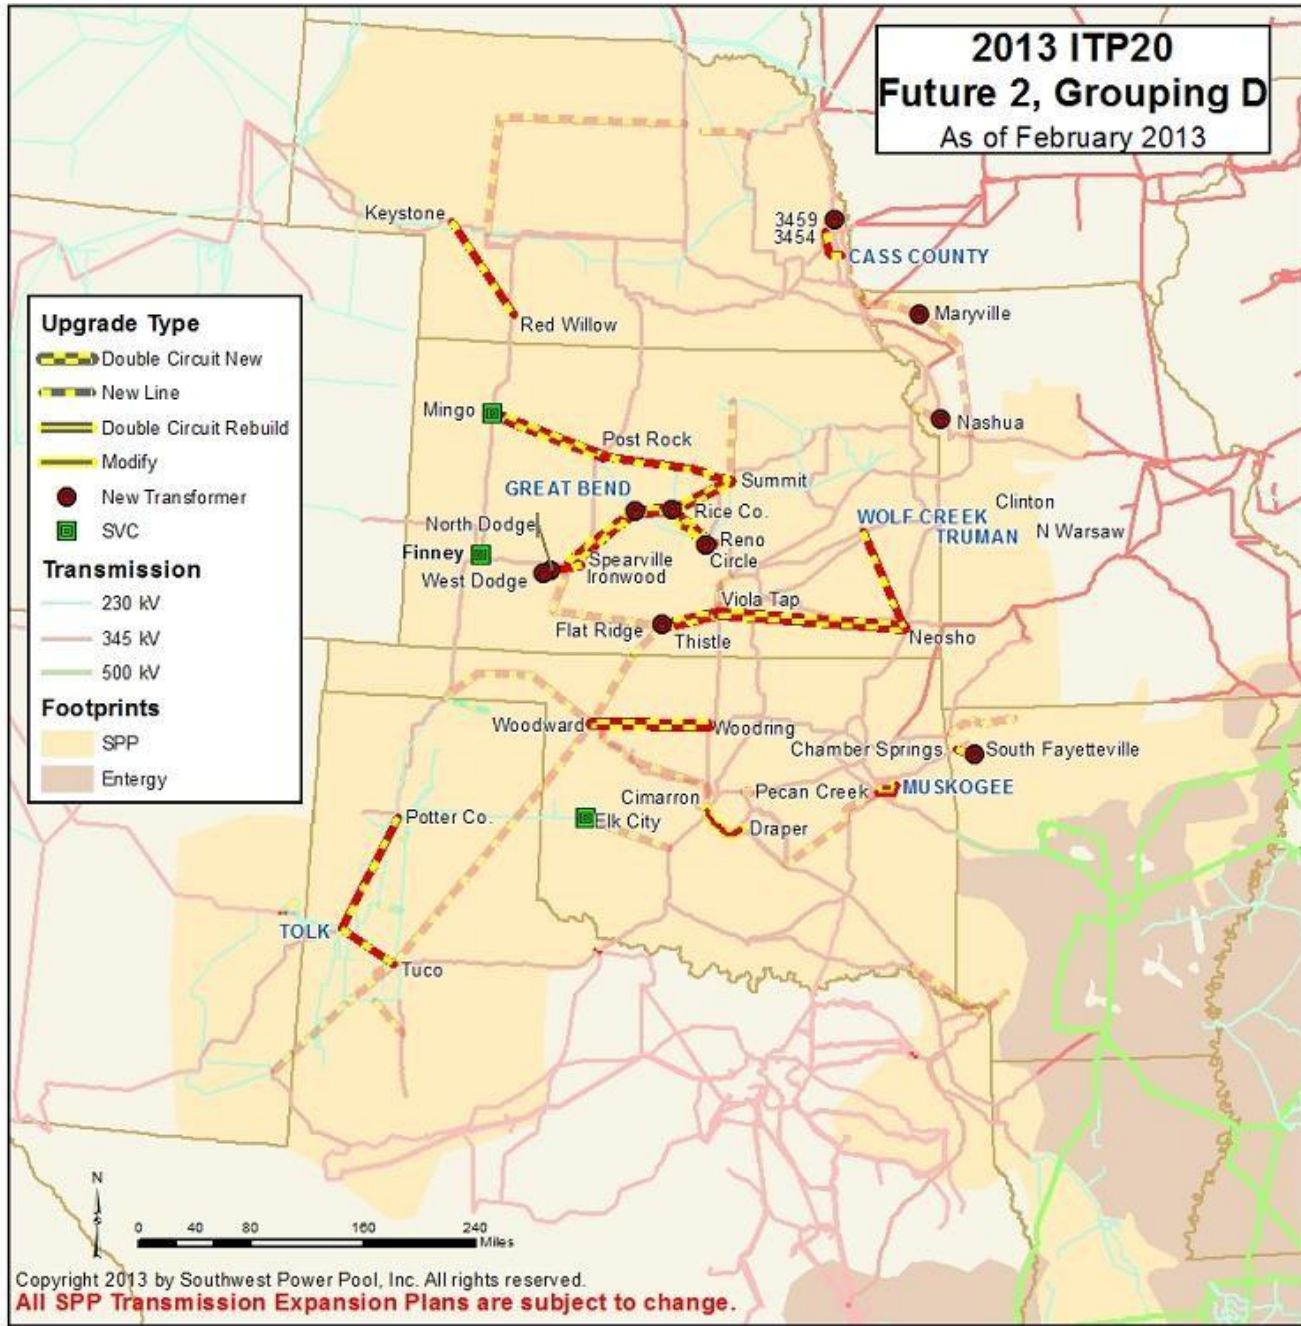 2013 ITP20
Future 2, Grouping D
As of February 2013
Keystone
3459
3454
CASS COUNTY
Red Willow
Maryville
Upgrade Type
Double Circuit New
New Line
Double Circuit Rebuild
Modify
New Transformer
SVC
Transmission
230 kV
345 kV
500 kV
Footprints
SPP
Entergy
Mingo
Post Rock
Nashua
Summit
GREAT BEND
Rice Co.
Clinton
WOLF CREEK
TRUMAN
N Warsaw
North Dodge
Reno
Circle
Finney
Spearville
Ironwood
West Dodge
Viola Tap
Flat Ridge
Thistle
Neosho
Woodward
Woodring
Chamber Springs
South Fayetteville
Pecan Creek
MUSKOGEE
Cimarron
Elk City
Draper
Potter Co.
TOLK
Tuco
N
0 40 80 160 240
Miles
Copyright 2013 by Southwest Power Pool, Inc. All rights reserved.
All SPP Transmission Expansion Plans are subject to change.